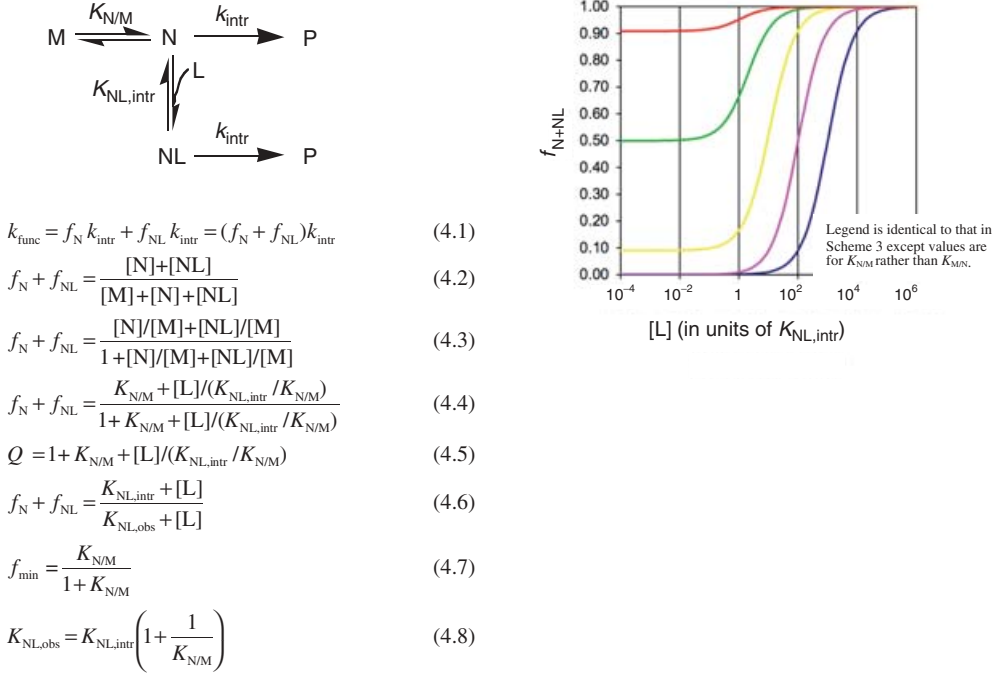 K_N/M k_intr
M N P
K_NL,intr L
k_intr
NL P
k_func = f_N k_intr + f_NL k_intr = (f_N + f_NL)k_intr (4.1)
f_N + f_NL = [N]+[NL] / [M]+[N]+[NL] (4.2)
f_N + f_NL = [N]/[M]+[NL]/[M] / 1+[N]/[M]+[NL]/[M] (4.3)
f_N + f_NL = K_N/M + [L]/(K_NL,intr /K_N/M) / 1+ K_N/M + [L]/(K_NL,intr /K_N/M) (4.4)
Q = 1+ K_N/M + [L]/(K_NL,intr /K_N/M) (4.5)
f_N + f_NL = K_NL,intr + [L] / K_NL,obs + [L] (4.6)
f_min = K_N/M / 1+ K_N/M (4.7)
K_NL,obs = K_NL,intr (1+ 1 / K_N/M) (4.8)
f_N+NL
1.00
0.90
0.80
0.70
0.60
0.50
0.40
0.30
0.20
0.10
0.00
10⁻⁴ 10⁻² 1 10² 10⁴ 10⁶
[L] (in units of K_NL,intr)
Legend is identical to that in
Scheme 3 except values are
for K_N/M rather than K_M/N.